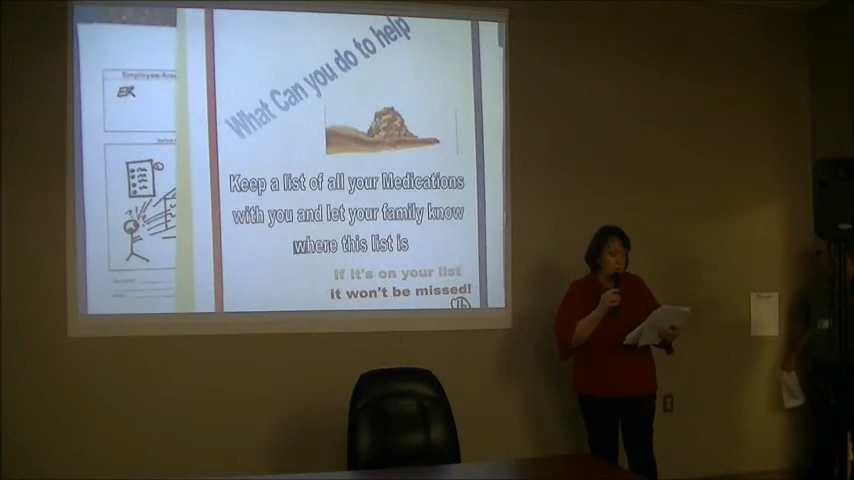 ER
What Can you do to help
Keep a list of all your Medications
with you and let your family know
where this list is
If it's on your list
it won't be missed!